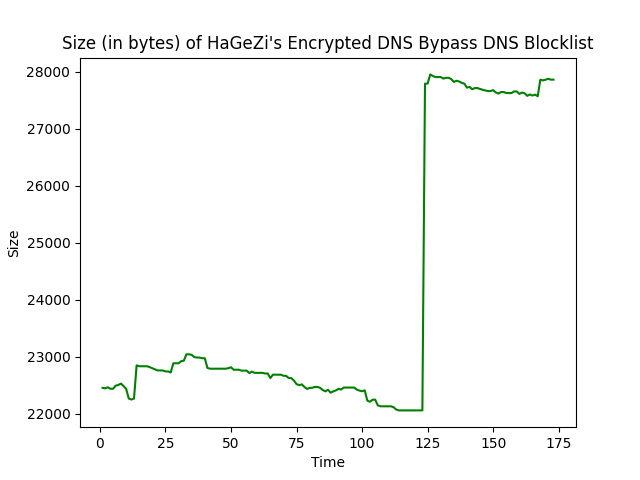 Size (in bytes) of HaGeZi's Encrypted DNS Bypass DNS Blocklist
28000
27000
26000
25000
24000
23000
22000
Size
0 25 50 75 100 125 150 175
Time